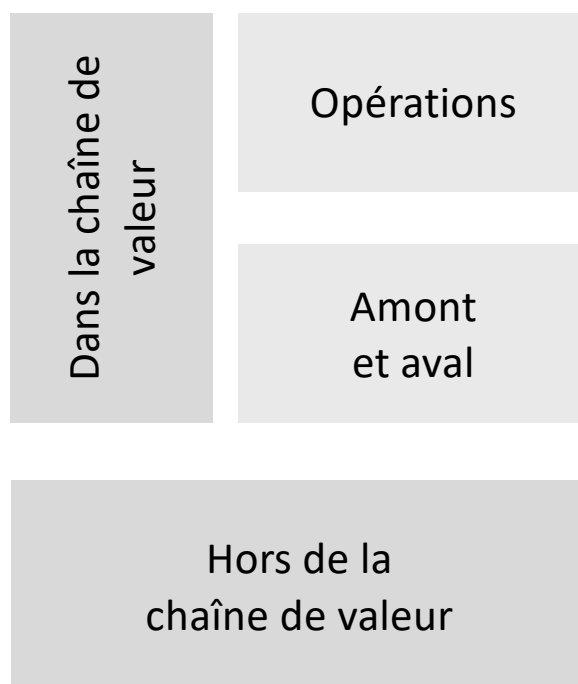 Dans la chaîne de
valeur
Opérations
Amont
et aval
Hors de la
chaîne de valeur